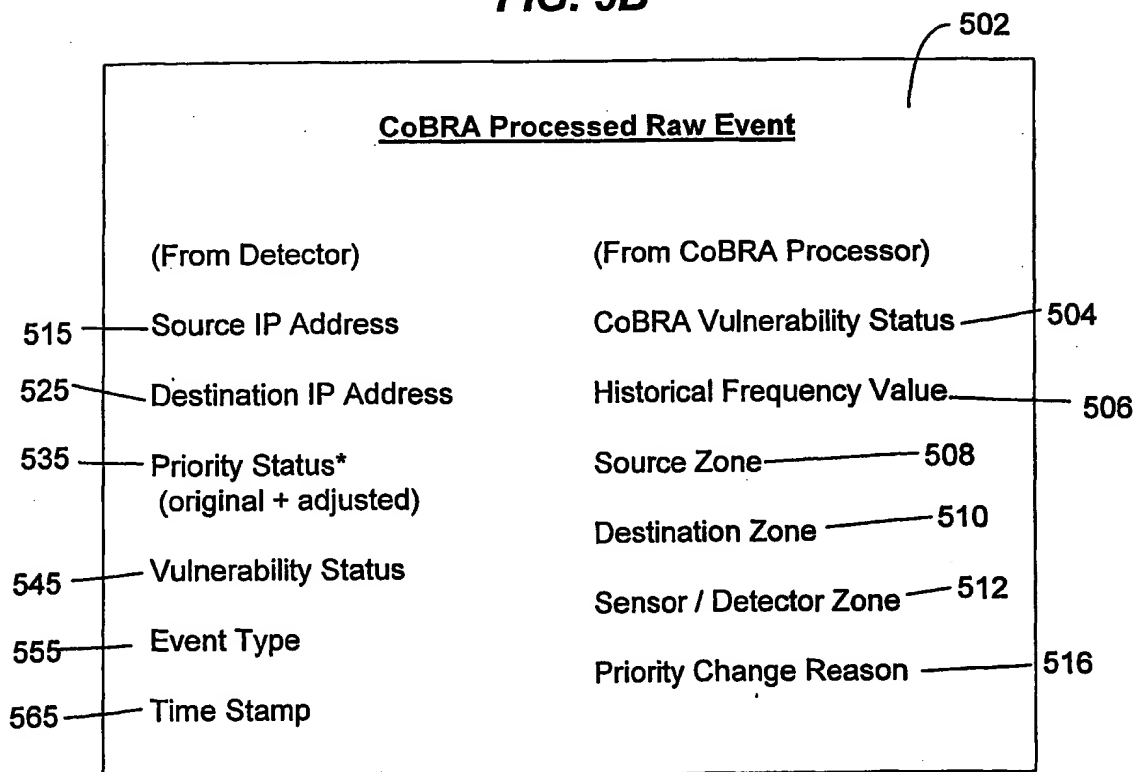 FIG. 5B
502
CoBRA Processed Raw Event
(From Detector)
515 Source IP Address
525 Destination IP Address
535 Priority Status*
(original + adjusted)
545 Vulnerability Status
555 Event Type
565 Time Stamp
(From CoBRA Processor)
CoBRA Vulnerability Status 504
Historical Frequency Value 506
Source Zone 508
Destination Zone 510
Sensor / Detector Zone 512
Priority Change Reason 516